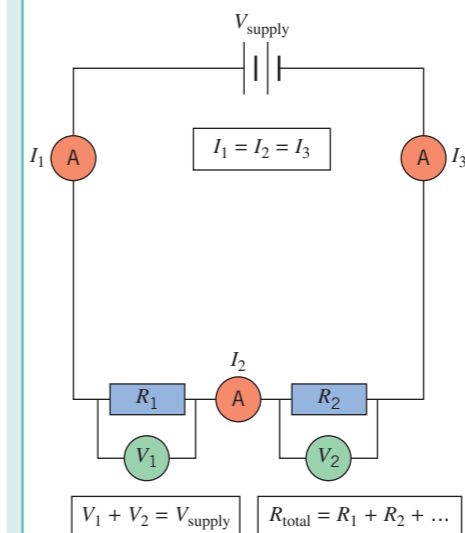 V_supply
I₁ A
I₁ = I₂ = I₃
A I₃
I₂
R₁ A R₂
V₁ V₂
V₁ + V₂ = V_supply
R_total = R₁ + R₂ + ...